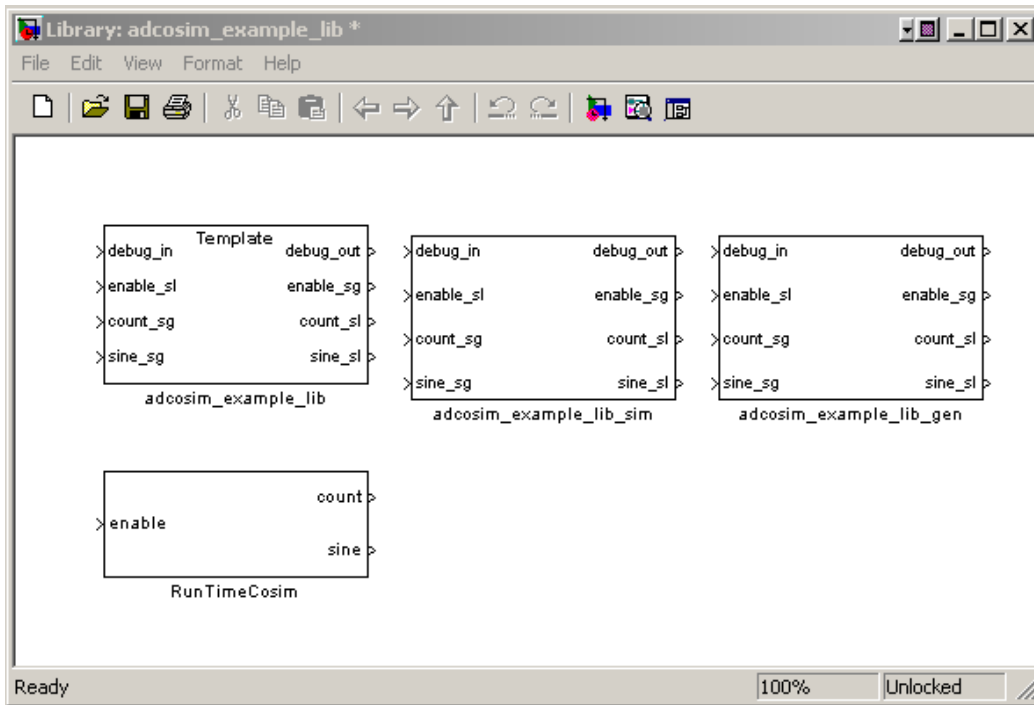 Library: adcosim_example_lib *
File Edit View Format Help
Template
debug_in debug_out
enable_sl enable_sg
count_sg count_sl
sine_sg sine_sl
adcosim_example_lib
debug_in debug_out
enable_sl enable_sg
count_sg count_sl
sine_sg sine_sl
adcosim_example_lib_sim
debug_in debug_out
enable_sl enable_sg
count_sg count_sl
sine_sg sine_sl
adcosim_example_lib_gen
count
enable
sine
RunTimeCosim
Ready 100% Unlocked